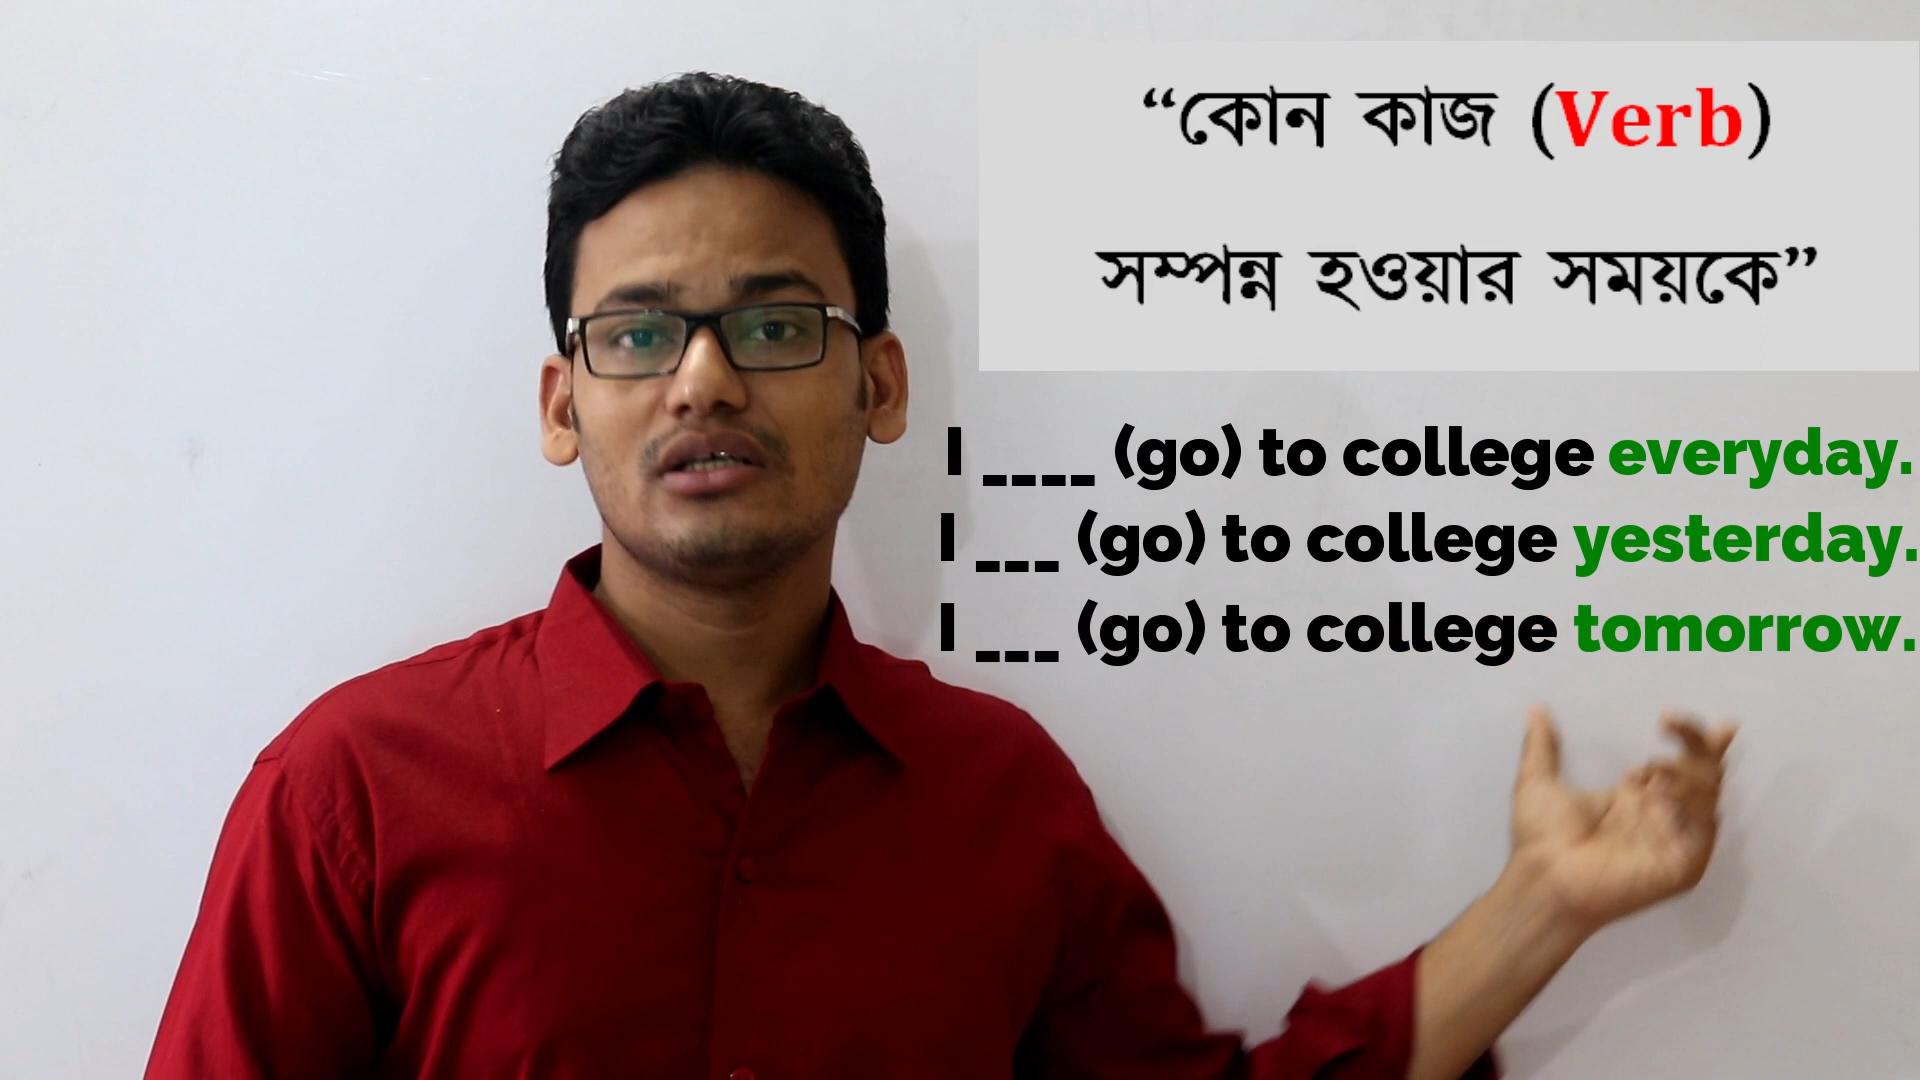 “কোন কাজ (Verb)
সম্পন্ন হওয়ার সময়কে”
I ____ (go) to college everyday.
I ___ (go) to college yesterday.
I ___ (go) to college tomorrow.